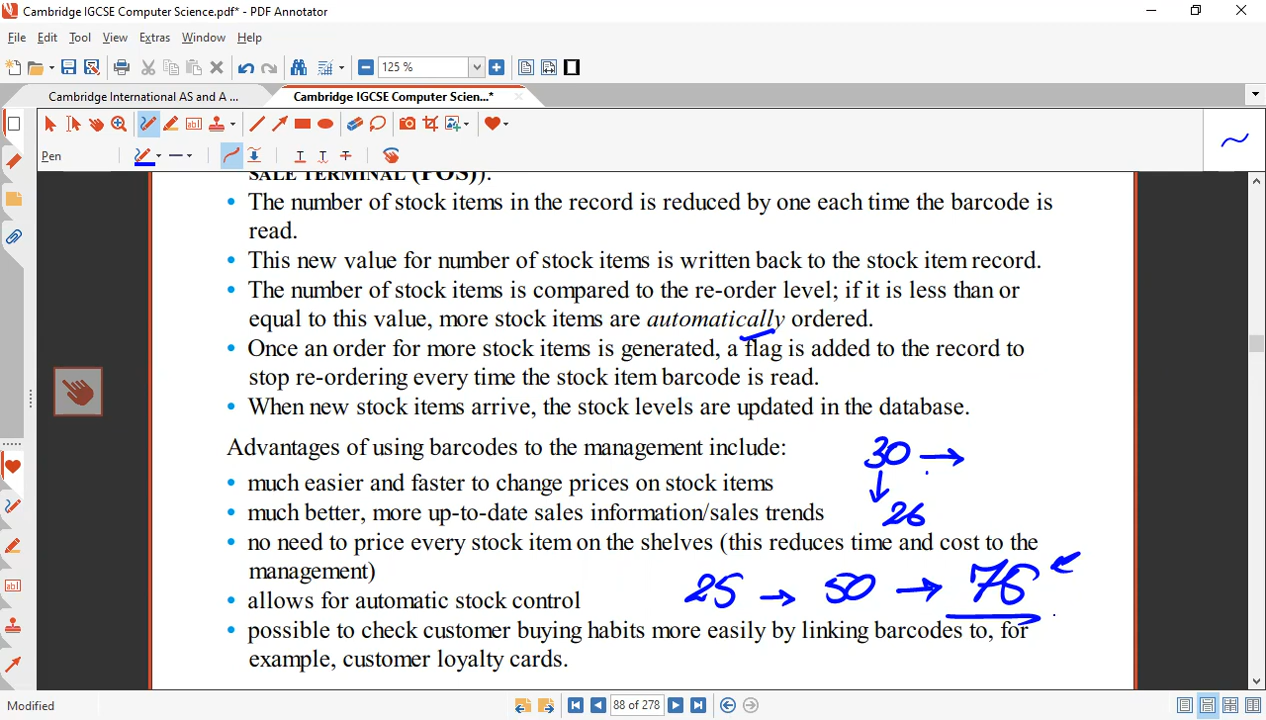 Cambridge IGCSE Computer Science.pdf* - PDF Annotator
File Edit Tool View Extras Window Help
125 %
Cambridge International AS and A ...
Cambridge IGCSE Computer Scien...*
Pen
SALE TERMINAL (POS)):
• The number of stock items in the record is reduced by one each time the barcode is
read.
• This new value for number of stock items is written back to the stock item record.
• The number of stock items is compared to the re-order level; if it is less than or
equal to this value, more stock items are automatically ordered.
• Once an order for more stock items is generated, a flag is added to the record to
stop re-ordering every time the stock item barcode is read.
• When new stock items arrive, the stock levels are updated in the database.
Advantages of using barcodes to the management include:
30 →
• much easier and faster to change prices on stock items
• much better, more up-to-date sales information/sales trends
26
• no need to price every stock item on the shelves (this reduces time and cost to the
management)
25 → 50 → 76
• allows for automatic stock control
• possible to check customer buying habits more easily by linking barcodes to, for
example, customer loyalty cards.
Modified
88 of 278